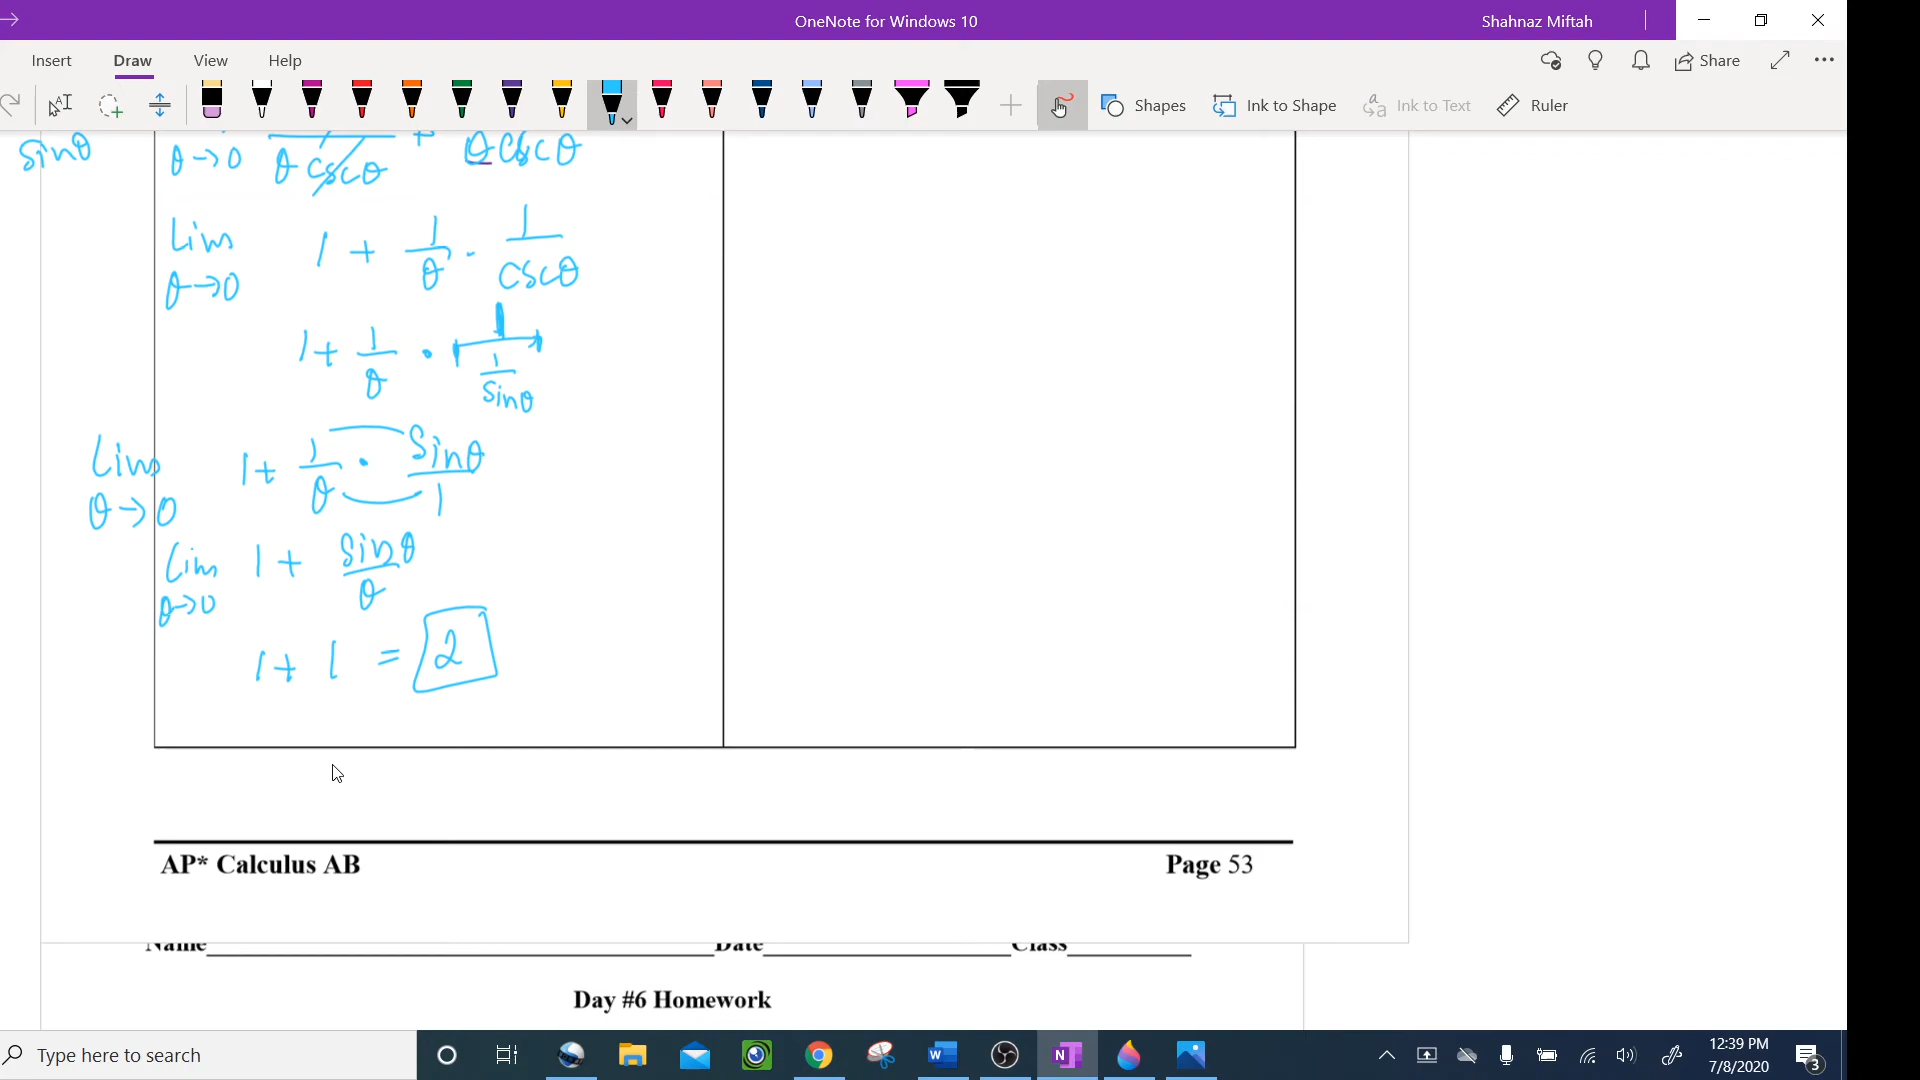 OneNote for Windows 10
Shahnaz Miftah
Insert Draw View Help
Share
Shapes Ink to Shape Ink to Text Ruler
sinθ
θ→0 θ cscθ + θ cscθ
Lim 1 + 1/θ · 1/cscθ
θ→0
1 + 1/θ · 1/(1/sinθ)
Lim 1 + 1/θ · sinθ/1
θ→0
Lim 1 + sinθ/θ
θ→0
1 + 1 = 2
AP* Calculus AB Page 53
Name Date Class
Day #6 Homework
Type here to search
12:39 PM
7/8/2020
3